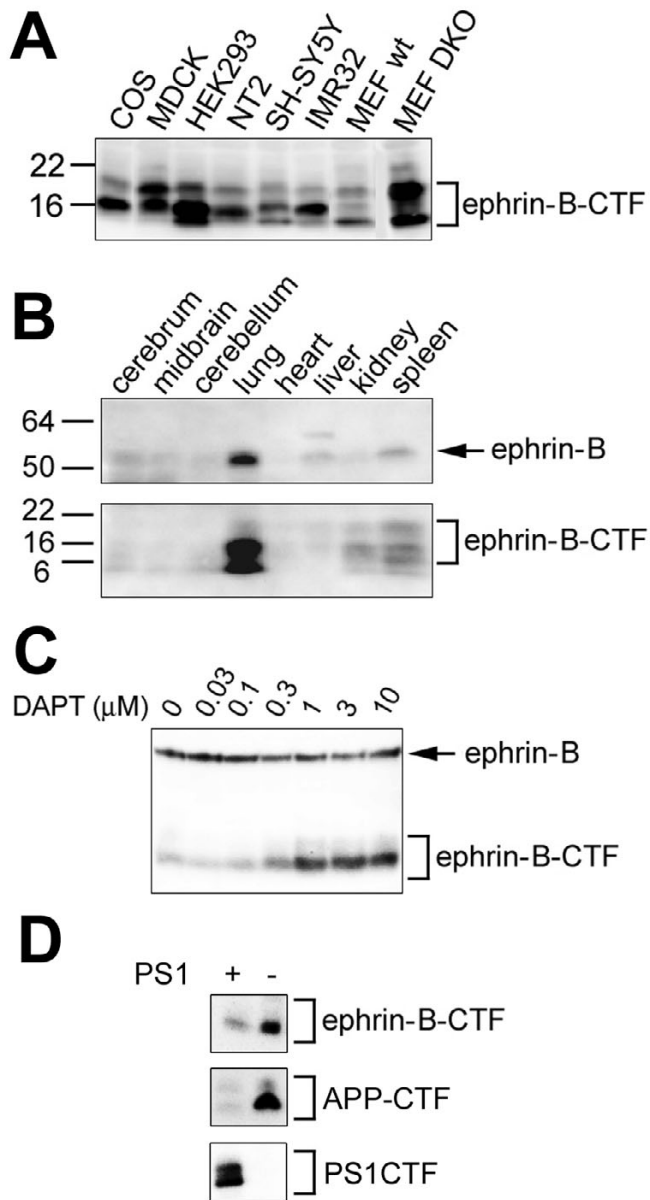 A
COS MDCK HEK293 NT2 SH-SY5Y IMR32 MEF wt MEF DKO
22
16
ephrin-B-CTF
B
cerebrum midbrain cerebellum lung heart liver kidney spleen
64
50
ephrin-B
22
16
6
ephrin-B-CTF
C
DAPT (μM) 0 0.03 0.1 0.3 1 3 10
ephrin-B
ephrin-B-CTF
D
PS1 + -
ephrin-B-CTF
APP-CTF
PS1CTF